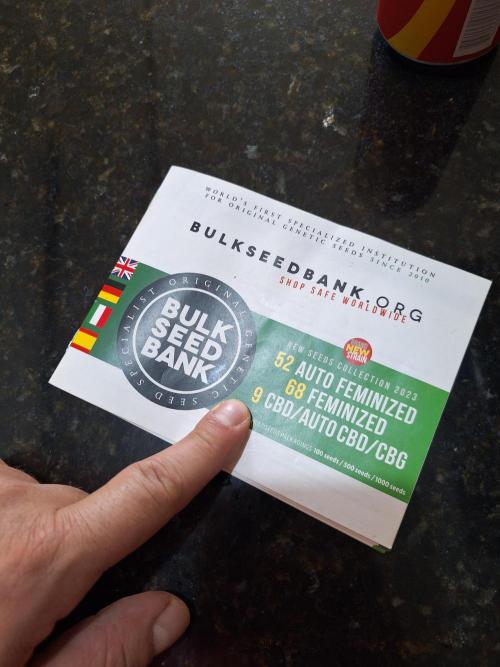 WORLD'S FIRST SPECIALIZED INSTITUTION
FOR ORIGINAL GENETIC SEEDS SINCE 2010
BULKSEEDBANK.ORG
SHOP SAFE WORLDWIDE
SPECIALIST ORIGINAL GENETIC SEED
BULK
SEED
BANK
BRAND
NEW
STRAIN
NEW SEEDS COLLECTION 2023
52 AUTO FEMINIZED
68 FEMINIZED
9 CBD/AUTO CBD/CBG
100 seeds / 500 seeds / 1000 seeds